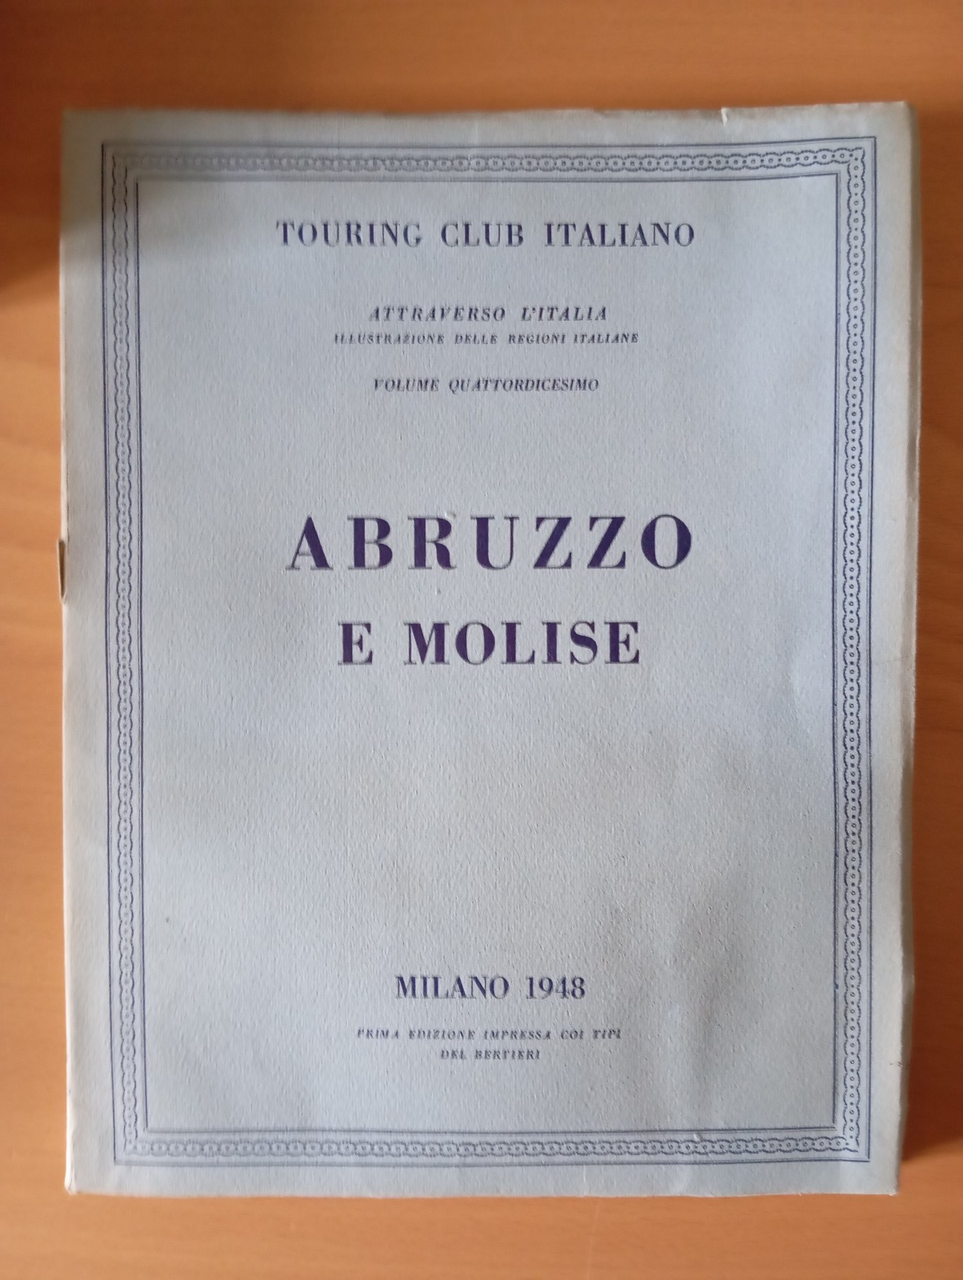 TOURING CLUB ITALIANO
ATTRAVERSO L'ITALIA
ILLUSTRAZIONE DELLE REGIONI ITALIANE
VOLUME QUATTORDICESIMO
ABRUZZO
E MOLISE
MILANO 1948
PRIMA EDIZIONE IMPRESSA COI TIPI
DEL BERTIERI